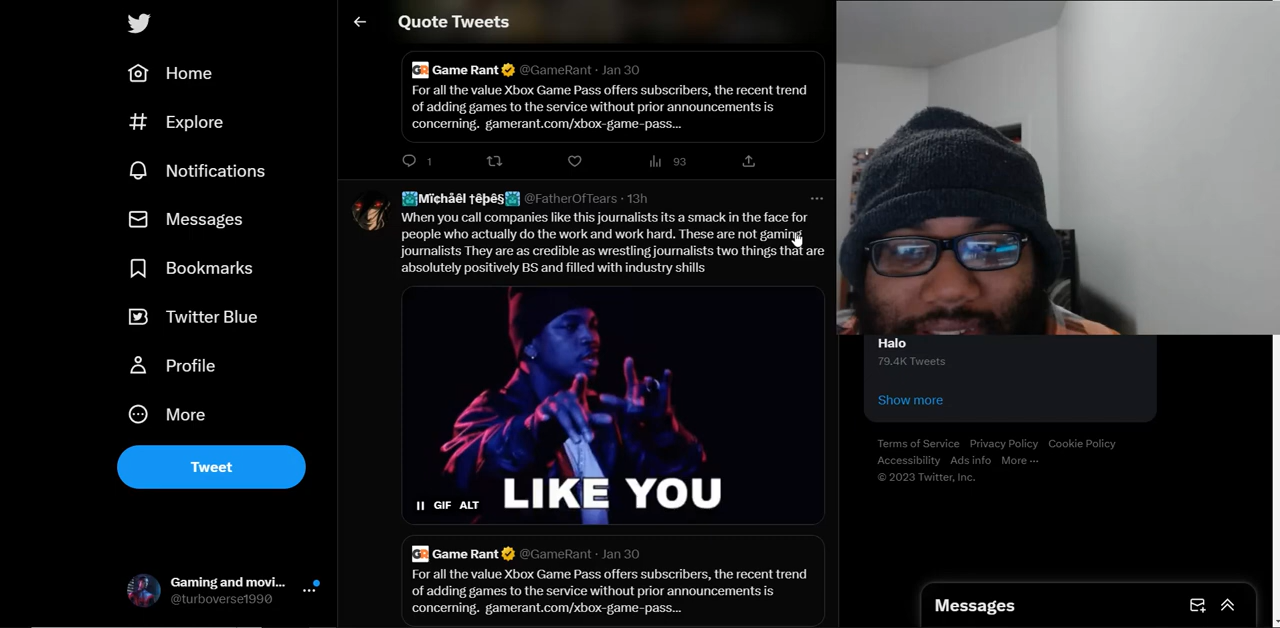 Quote Tweets
Home
Explore
Notifications
Messages
Bookmarks
Twitter Blue
Profile
More
Tweet
Gaming and movi...
@turboverse1990
Game Rant @GameRant · Jan 30
For all the value Xbox Game Pass offers subscribers, the recent trend
of adding games to the service without prior announcements is
concerning. gamerant.com/xbox-game-pass...
1
93
Mï¢håêl †êþê§ @FatherOfTears · 13h
When you call companies like this journalists its a smack in the face for
people who actually do the work and work hard. These are not gaming
journalists They are as credible as wrestling journalists two things that are
absolutely positively BS and filled with industry shills
LIKE YOU
GIF ALT
Game Rant @GameRant · Jan 30
For all the value Xbox Game Pass offers subscribers, the recent trend
of adding games to the service without prior announcements is
concerning. gamerant.com/xbox-game-pass...
Halo
79.4K Tweets
Show more
Terms of Service Privacy Policy Cookie Policy
Accessibility Ads info More ···
© 2023 Twitter, Inc.
Messages